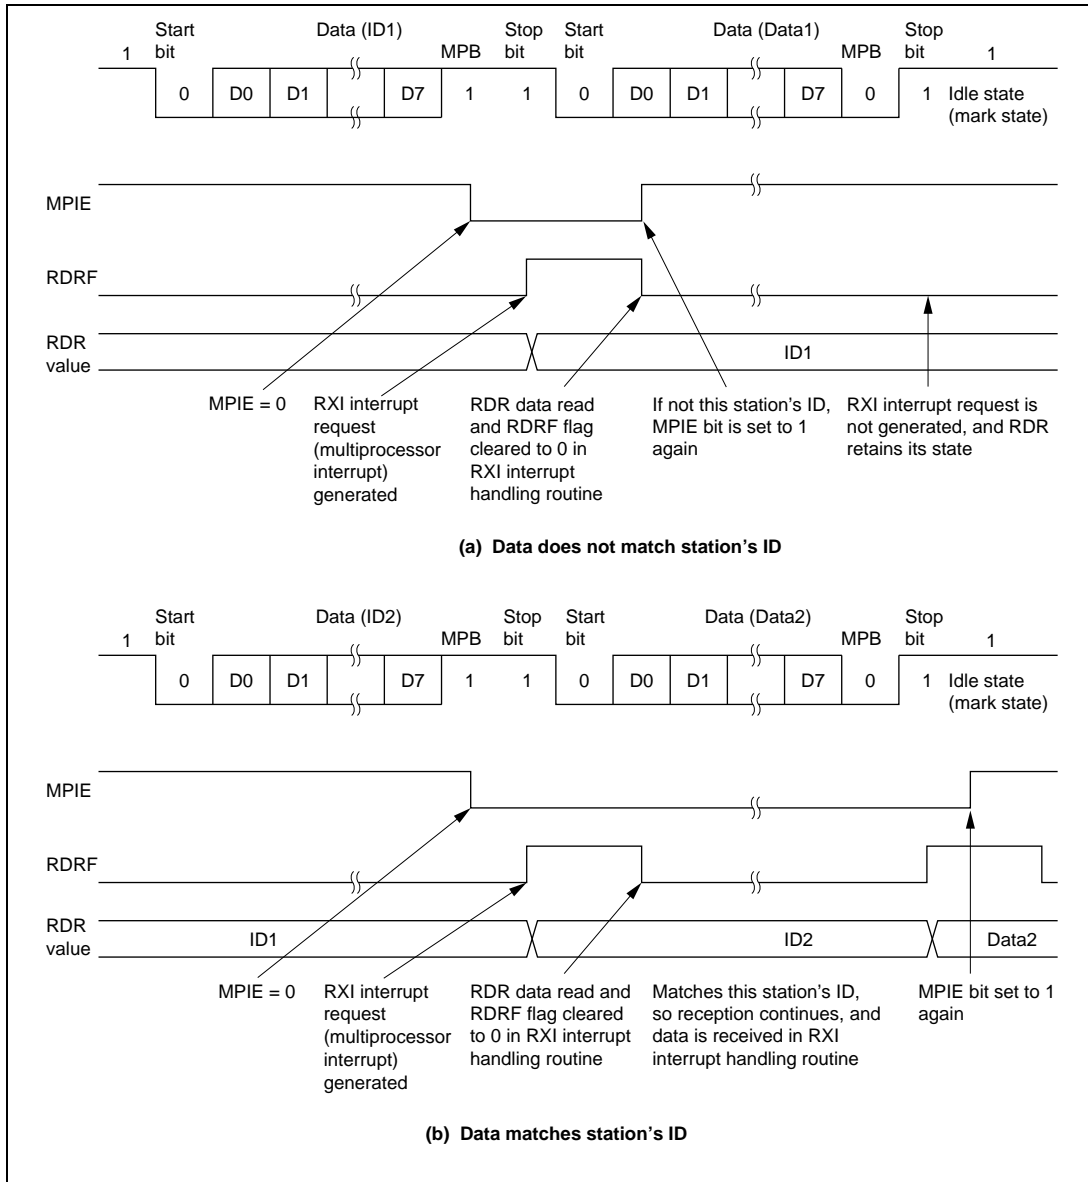 Start bit Data (ID1) Stop bit Start bit Data (Data1) Stop bit
1 MPB MPB 1
0 D0 D1 D7 1 1 0 D0 D1 D7 0 1 Idle state (mark state)
MPIE
RDRF
RDR value
ID1
MPIE = 0
RXI interrupt
request
(multiprocessor
interrupt)
generated
RDR data read
and RDRF flag
cleared to 0 in
RXI interrupt
handling routine
If not this station's ID,
MPIE bit is set to 1
again
RXI interrupt request is
not generated, and RDR
retains its state
(a) Data does not match station's ID
Start bit Data (ID2) Stop bit Start bit Data (Data2) Stop bit
1 MPB MPB 1
0 D0 D1 D7 1 1 0 D0 D1 D7 0 1 Idle state (mark state)
MPIE
RDRF
RDR value
ID1 ID2 Data2
MPIE = 0
RXI interrupt
request
(multiprocessor
interrupt)
generated
RDR data read and
RDRF flag cleared
to 0 in RXI interrupt
handling routine
Matches this station's ID,
so reception continues, and
data is received in RXI
interrupt handling routine
MPIE bit set to 1
again
(b) Data matches station's ID